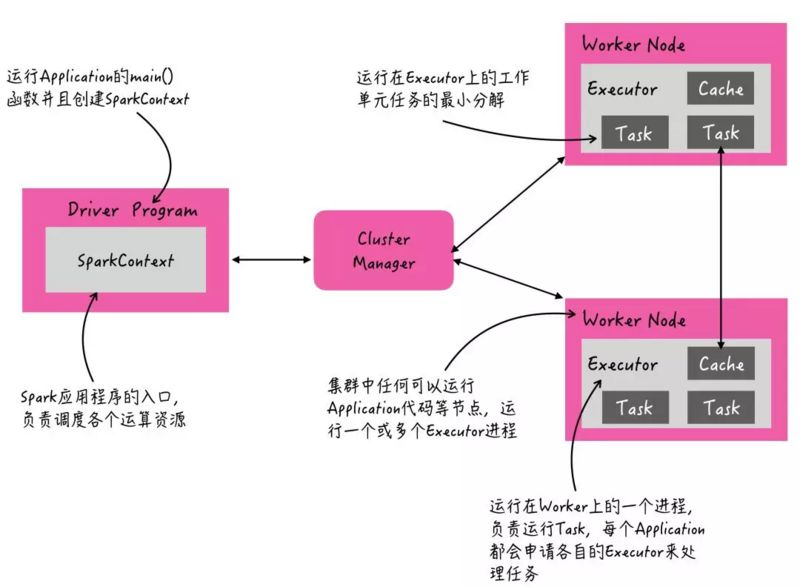 运行Application的main()
函数并且创建SparkContext
Driver Program
SparkContext
Spark应用程序的入口，
负责调度各个运算资源
Cluster
Manager
运行在Executor上的工作
单元任务的最小分解
Worker Node
Executor
Cache
Task
Task
集群中任何可以运行
Application代码等节点，运
行一个或多个Executor进程
Worker Node
Executor
Cache
Task
Task
运行在Worker上的一个进程，
负责运行Task，每个Application
都会申请各自的Executor来处
理任务